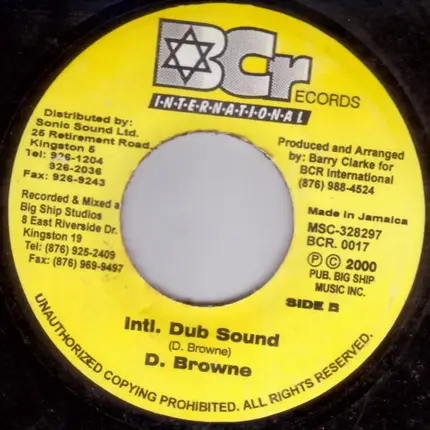 BCr
ECORDS
I-N-T-E-R-N-A-T-I-O-N-A-L
Distributed by:
Sonic Sound Ltd.
25 Retirement Road,
Kingston 5
Tel: 926-1204
926-2036
Fax: 926-9243
Recorded & Mixed a
Big Ship Studios
8 East Riverside Dr.
Kingston 19
Tel: (876) 925-2409
Fax: (876) 969-9497
Produced and Arranged
by: Barry Clarke for
BCR International
(876) 988-4524
Made in Jamaica
MSC-328297
BCR. 0017
Ⓟ © 2000
PUB. BIG SHIP
MUSIC INC.
SIDE B
Intl. Dub Sound
(D. Browne)
D. Browne
UNAUTHORIZED COPYING PROHIBITED. ALL RIGHTS RESERVED.